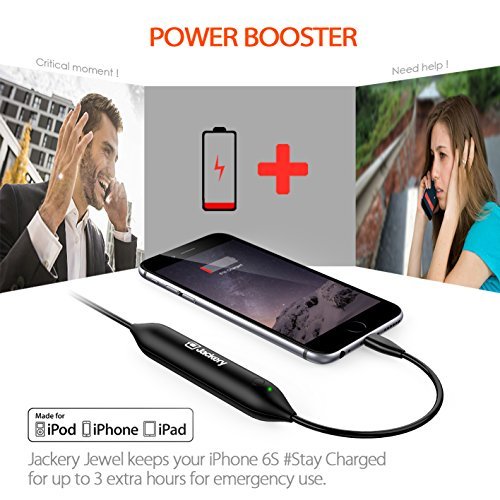 POWER BOOSTER
Critical moment !
Need help !
Jackery
Made for
iPod iPhone iPad
Jackery Jewel keeps your iPhone 6S #Stay Charged
for up to 3 extra hours for emergency use.